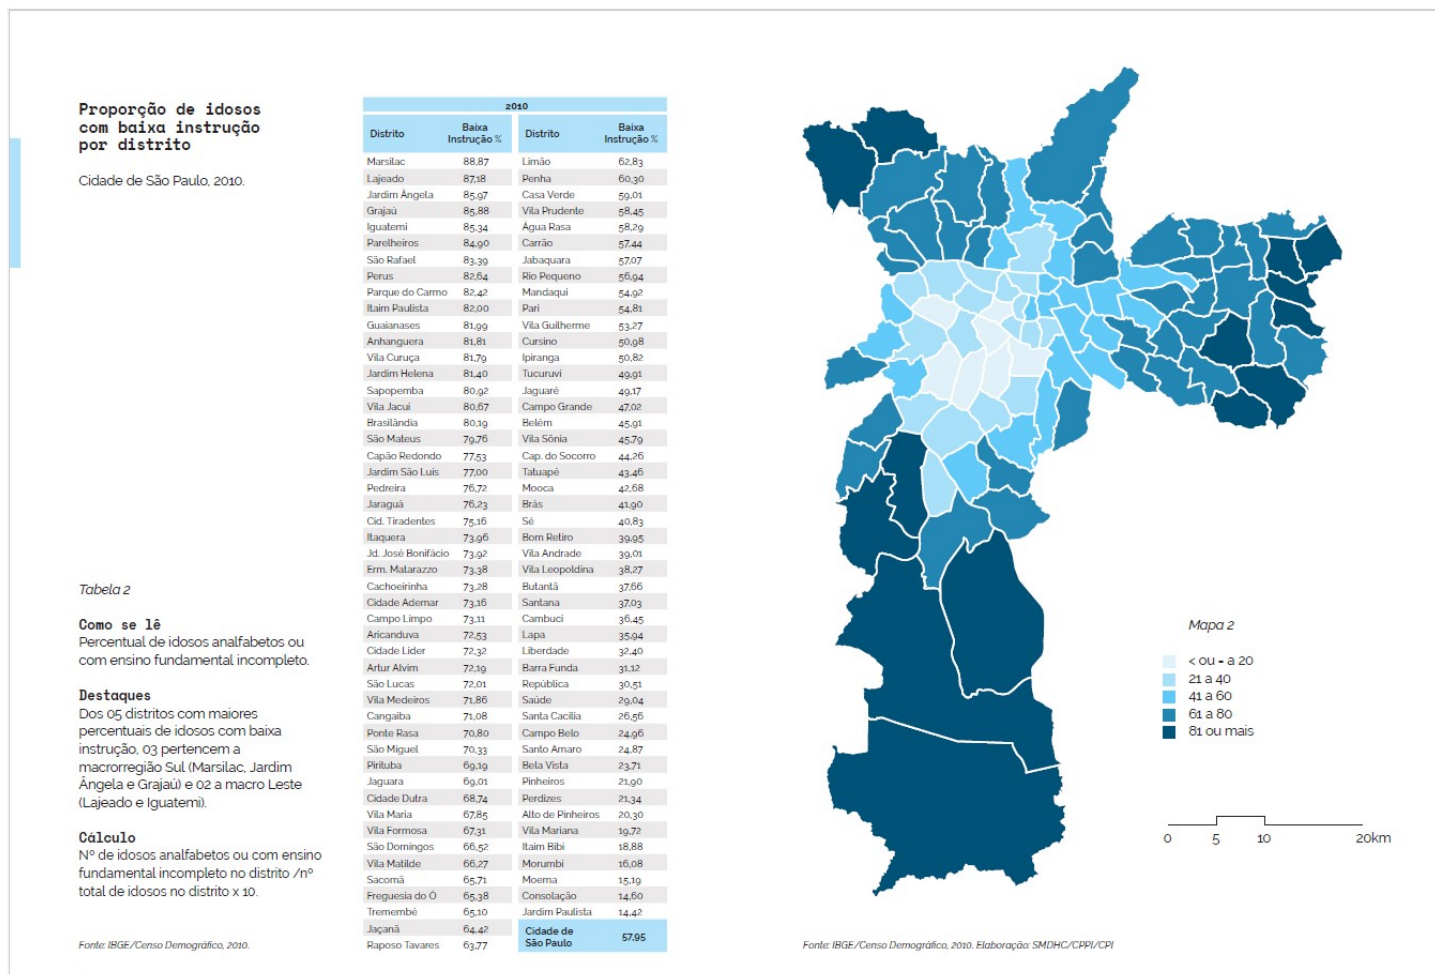 Proporção de idosos
com baixa instrução
por distrito
Cidade de São Paulo, 2010.
Tabela 2
Como se lê
Percentual de idosos analfabetos ou
com ensino fundamental incompleto.
Destaques
Dos 05 distritos com maiores
percentuais de idosos com baixa
instrução, 03 pertencem a
macrorregião Sul (Marsilac, Jardim
Ângela e Grajaú) e 02 a macro Leste
(Lajeado e Iguatemi).
Cálculo
Nº de idosos analfabetos ou com ensino
fundamental incompleto no distrito /nº
total de idosos no distrito x 10.
Fonte: IBGE/Censo Demográfico, 2010.
2010
Distrito Baixa Instrução % Distrito Baixa Instrução %
Marsilac 88,87 Limão 62,83
Lajeado 87,18 Penha 60,30
Jardim Ângela 85,97 Casa Verde 59,01
Grajaú 85,88 Vila Prudente 58,45
Iguatemi 85,34 Água Rasa 58,29
Parelheiros 84,90 Carrão 57,44
São Rafael 83,39 Jabaquara 57,07
Perus 82,64 Rio Pequeno 56,94
Parque do Carmo 82,42 Mandaqui 54,92
Itaim Paulista 82,00 Pari 54,81
Guaianases 81,99 Vila Guilherme 53,27
Anhanguera 81,81 Cursino 50,98
Vila Curuça 81,79 Ipiranga 50,82
Jardim Helena 81,40 Tucuruvi 49,91
Sapopemba 80,92 Jaguaré 49,17
Vila Jacuí 80,67 Campo Grande 47,02
Brasilândia 80,19 Belém 45,91
São Mateus 79,76 Vila Sônia 45,79
Capão Redondo 77,53 Cap. do Socorro 44,26
Jardim São Luis 77,00 Tatuapé 43,46
Pedreira 76,72 Mooca 42,68
Jaraguá 76,23 Brás 41,90
Cid. Tiradentes 75,16 Sé 40,83
Itaquera 73,96 Bom Retiro 39,95
Jd. José Bonifácio 73,92 Vila Andrade 39,01
Erm. Matarazzo 73,38 Vila Leopoldina 38,27
Cachoeirinha 73,28 Butantã 37,66
Cidade Ademar 73,16 Santana 37,03
Campo Limpo 73,11 Cambuci 36,45
Aricanduva 72,53 Lapa 35,94
Cidade Lider 72,32 Liberdade 32,40
Artur Alvim 72,19 Barra Funda 31,12
São Lucas 72,01 República 30,51
Vila Medeiros 71,86 Saúde 29,04
Cangaiba 71,08 Santa Cacilia 26,56
Ponte Rasa 70,80 Campo Belo 24,96
São Miguel 70,33 Santo Amaro 24,87
Pirituba 69,19 Bela Vista 23,71
Jaguara 69,01 Pinheiros 21,90
Cidade Dutra 68,74 Perdizes 21,34
Vila Maria 67,85 Alto de Pinheiros 20,30
Vila Formosa 67,31 Vila Mariana 19,72
São Domingos 66,52 Itaim Bibi 18,88
Vila Matilde 66,27 Morumbi 16,08
Sacomã 65,71 Moema 15,19
Freguesia do Ó 65,38 Consolação 14,60
Tremembé 65,10 Jardim Paulista 14,42
Jaçanã 64,42 Cidade de São Paulo 57,95
Raposo Tavares 63,77
Mapa 2
< ou = a 20
21 a 40
41 a 60
61 a 80
81 ou mais
0 5 10 20km
Fonte: IBGE/Censo Demográfico, 2010. Elaboração: SMDHC/CPPI/CPI